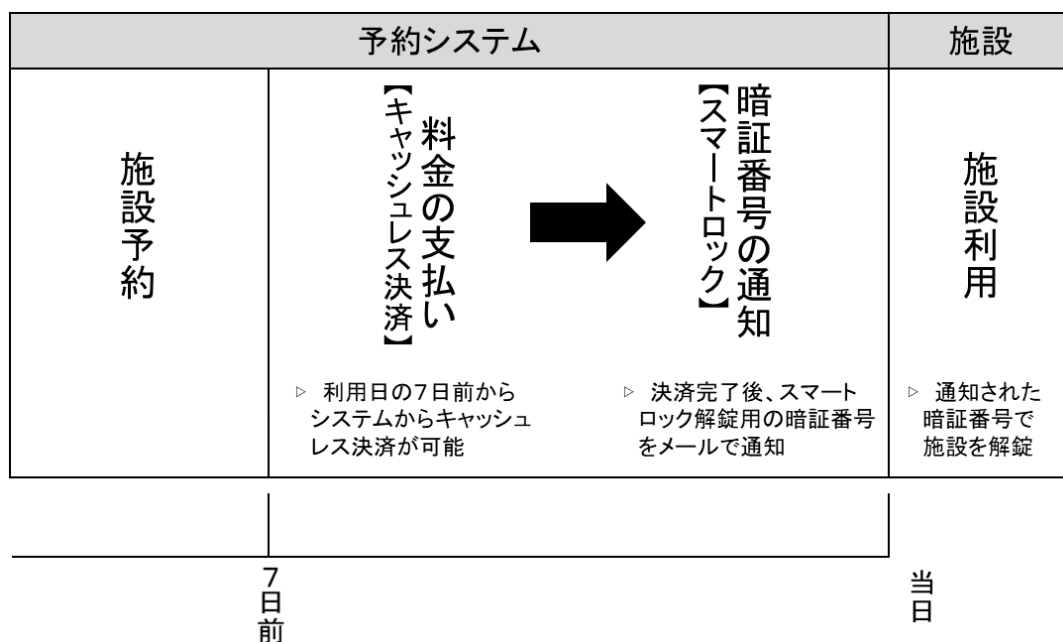 予約システム
施設
施設予約
料金の支払い
【キャッシュレス決済】
暗証番号の通知
【スマートロック】
施設利用
▷ 利用日の７日前から
システムからキャッシュ
レス決済が可能
▷ 決済完了後、スマート
ロック解錠用の暗証番号
をメールで通知
▷ 通知された
暗証番号で
施設を解錠
７日前
当日